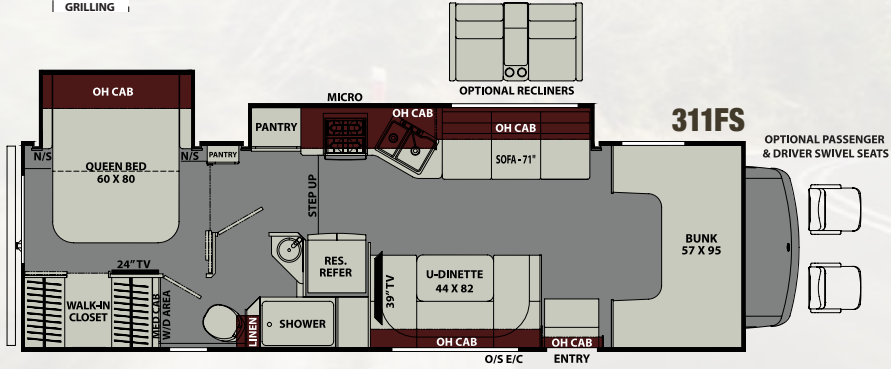 GRILLING
OPTIONAL RECLINERS
311FS
OPTIONAL PASSENGER
& DRIVER SWIVEL SEATS
OH CAB
MICRO
OH CAB
PANTRY
OH CAB
N/S
N/S
PANTRY
QUEEN BED
60 X 80
SOFA - 71"
STEP UP
BUNK
57 X 95
24" TV
RES.
REFER
39" TV
U-DINETTE
44 X 82
WALK-IN
CLOSET
MED CAB
W/D AREA
LINEN
SHOWER
OH CAB
OH CAB
O/S E/C
ENTRY